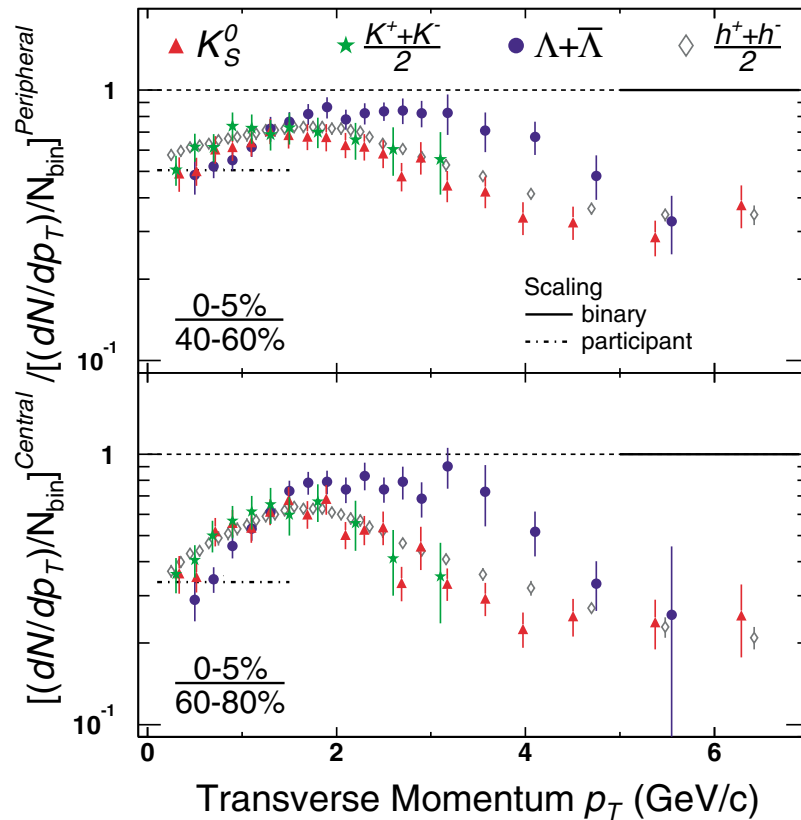 [(dN/dp_T)/N_bin]^Central /[(dN/dp_T)/N_bin]^Peripheral
K_S^0
K^+ + K^-
2
Λ+Λ̅
h^+ + h^-
2
1
10^-1
0-5%
40-60%
Scaling
binary
participant
1
10^-1
0-5%
60-80%
0 2 4 6
Transverse Momentum p_T (GeV/c)